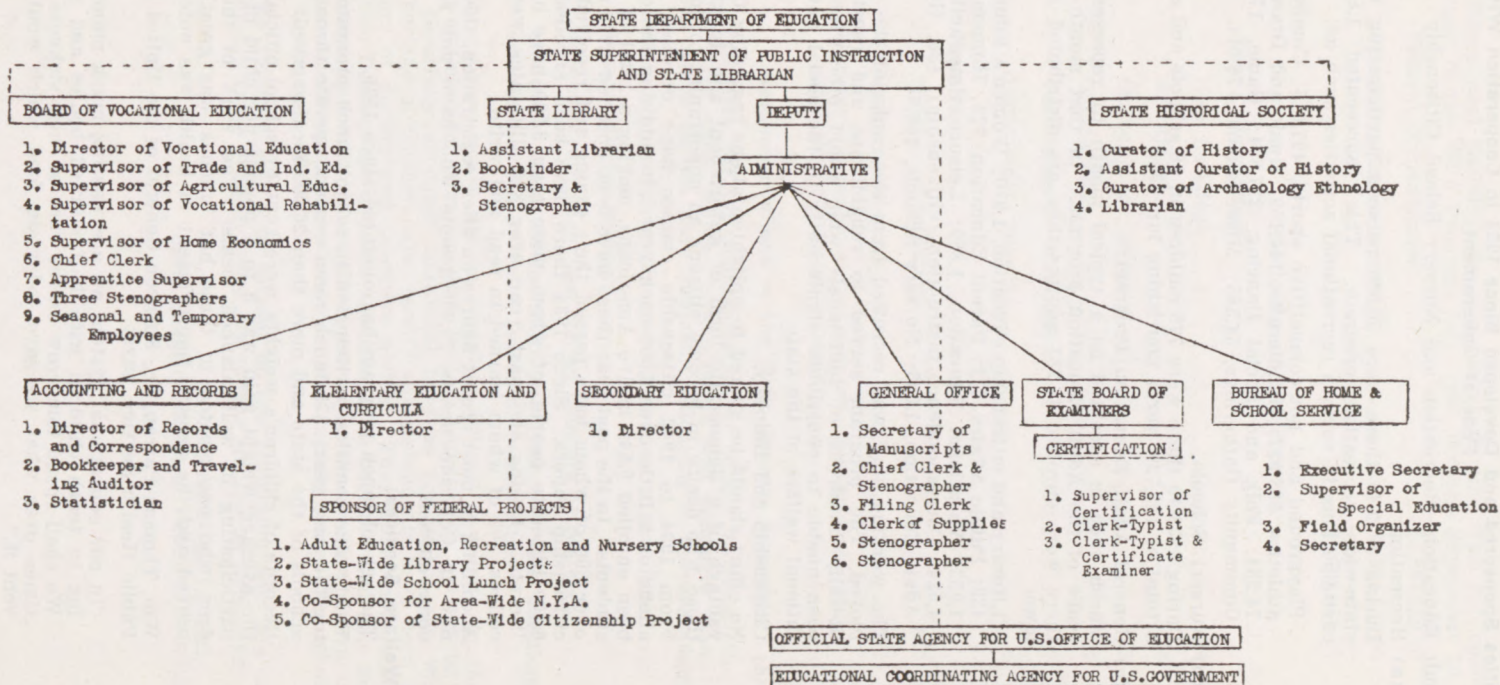 STATE DEPARTMENT OF EDUCATION
STATE SUPERINTENDENT OF PUBLIC INSTRUCTION
AND STATE LIBRARIAN
BOARD OF VOCATIONAL EDUCATION
1. Director of Vocational Education
2. Supervisor of Trade and Ind. Ed.
3. Supervisor of Agricultural Educ.
4. Supervisor of Vocational Rehabili-
tation
5. Supervisor of Home Economics
6. Chief Clerk
7. Apprentice Supervisor
8. Three Stenographers
9. Seasonal and Temporary
Employees
STATE LIBRARY
1. Assistant Librarian
2. Bookbinder
3. Secretary &
Stenographer
DEPUTY
ADMINISTRATIVE
STATE HISTORICAL SOCIETY
1. Curator of History
2. Assistant Curator of History
3. Curator of Archaeology Ethnology
4. Librarian
ACCOUNTING AND RECORDS
1. Director of Records
and Correspondence
2. Bookkeeper and Travel-
ing Auditor
3. Statistician
ELEMENTARY EDUCATION AND
CURRICULA
1. Director
SECONDARY EDUCATION
1. Director
GENERAL OFFICE
1. Secretary of
Manuscripts
2. Chief Clerk &
Stenographer
3. Filing Clerk
4. Clerk of Supplies
5. Stenographer
6. Stenographer
STATE BOARD OF
EXAMINERS
CERTIFICATION
1. Supervisor of
Certification
2. Clerk-Typist
3. Clerk-Typist &
Certificate
Examiner
BUREAU OF HOME &
SCHOOL SERVICE
1. Executive Secretary
2. Supervisor of
Special Education
3. Field Organizer
4. Secretary
SPONSOR OF FEDERAL PROJECTS
1. Adult Education, Recreation and Nursery Schools
2. State-Wide Library Projects
3. State-Wide School Lunch Project
4. Co-Sponsor for Area-Wide N.Y.A.
5. Co-Sponsor of State-Wide Citizenship Project
OFFICIAL STATE AGENCY FOR U.S.OFFICE OF EDUCATION
EDUCATIONAL COORDINATING AGENCY FOR U.S.GOVERNMENT